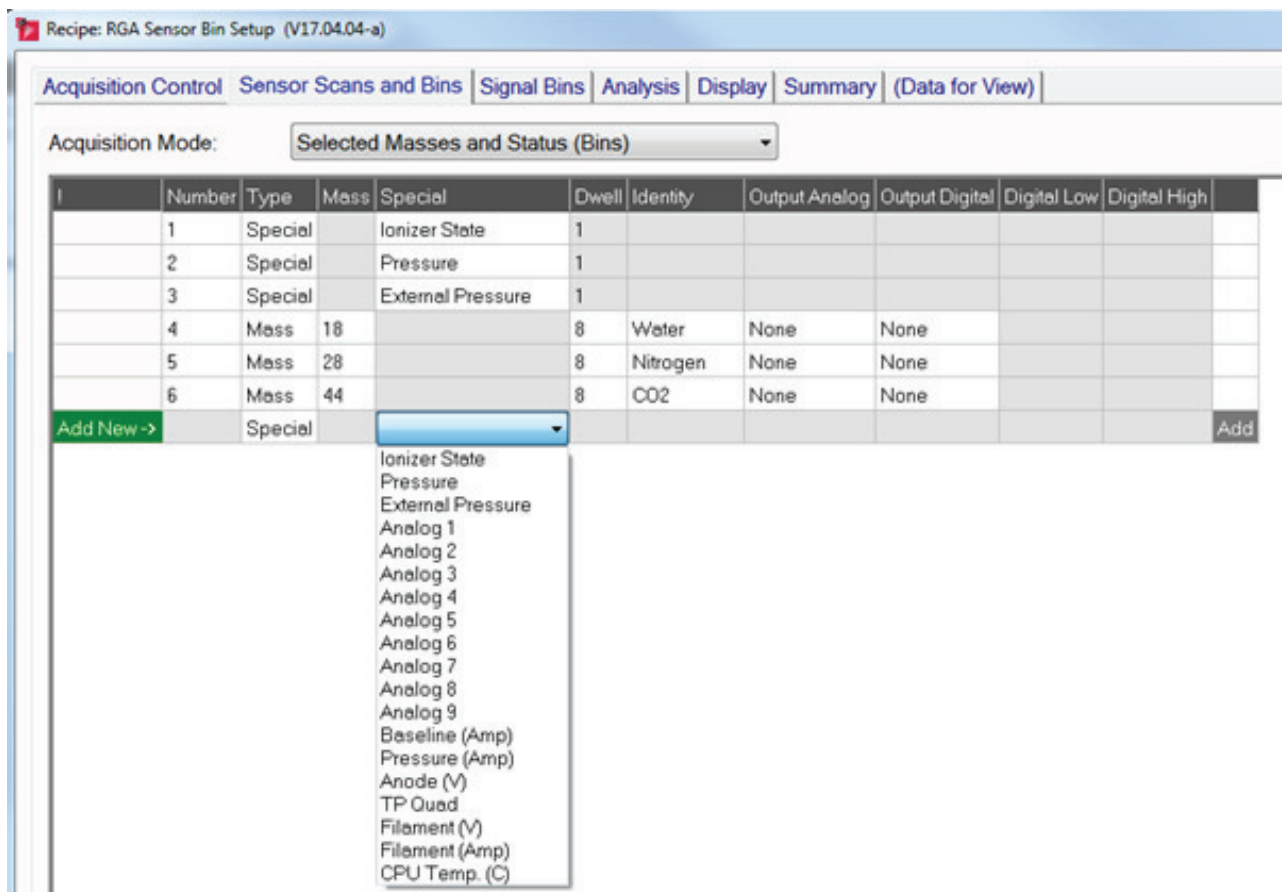 Recipe: RGA Sensor Bin Setup (V17.04.04-a)
Acquisition Control Sensor Scans and Bins Signal Bins Analysis Display Summary (Data for View)
Acquisition Mode: Selected Masses and Status (Bins)
! Number Type Mass Special Dwell Identity Output Analog Output Digital Digital Low Digital High
1 Special Ionizer State 1
2 Special Pressure 1
3 Special External Pressure 1
4 Mass 18 8 Water None None
5 Mass 28 8 Nitrogen None None
6 Mass 44 8 CO2 None None
Add New -> Special Add
Ionizer State
Pressure
External Pressure
Analog 1
Analog 2
Analog 3
Analog 4
Analog 5
Analog 6
Analog 7
Analog 8
Analog 9
Baseline (Amp)
Pressure (Amp)
Anode (V)
TP Quad
Filament (V)
Filament (Amp)
CPU Temp. (C)